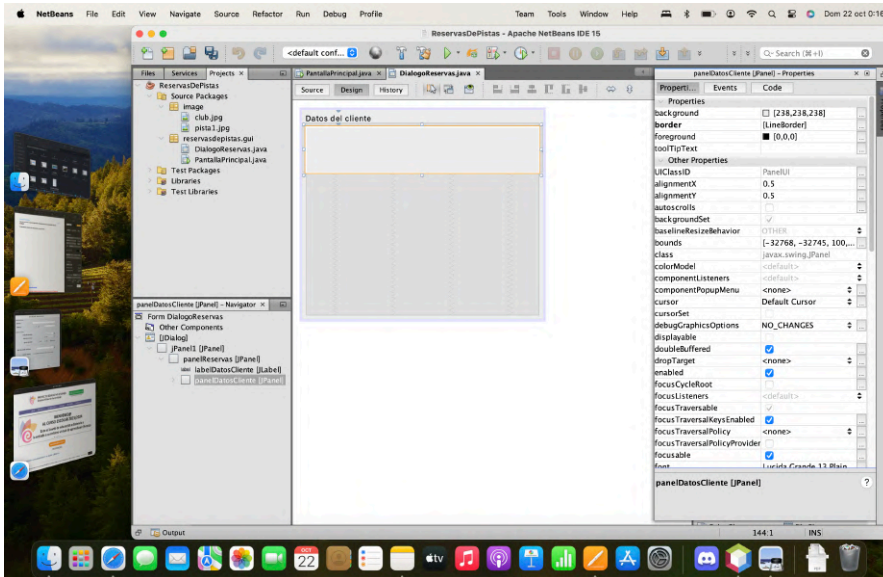 NetBeans File Edit View Navigate Source Refactor Run Debug Profile Team Tools Window Help Dom 22 oct 0:16
ReservasDePistas - Apache NetBeans IDE 15
<default conf... Search (⌘+I)
Files Services Projects PantallaPrincipal.java DialogoReservas.java
Source Design History
ReservasDePistas
Source Packages
image
club.jpg
pista1.jpg
reservasdepistas.gui
DialogoReservas.java
PantallaPrincipal.java
Test Packages
Libraries
Test Libraries
panelDatosCliente [JPanel] - Navigator
Form DialogoReservas
Other Components
[JDialog]
jPanel1 [JPanel]
panelReservas [JPanel]
labelDatosCliente [JLabel]
panelDatosCliente [JPanel]
Datos del cliente
panelDatosCliente [JPanel] - Properties
Properti... Events Code
Properties
background [238,238,238]
border [LineBorder]
foreground [0,0,0]
toolTipText
Other Properties
UIClassID PanelUI
alignmentX 0.5
alignmentY 0.5
autoscrolls
backgroundSet
baselineResizeBehavior OTHER
bounds [-32768, -32745, 100,...
class javax.swing.JPanel
colorModel <default>
componentListeners <default>
componentPopupMenu <none>
cursor Default Cursor
cursorSet
debugGraphicsOptions NO_CHANGES
displayable
doubleBuffered
dropTarget <none>
enabled
focusCycleRoot
focusListeners <default>
focusTraversable
focusTraversalKeysEnabled
focusTraversalPolicy <none>
focusTraversalPolicyProvider
focusable
font Lucida Grande 13 Plain
panelDatosCliente [JPanel] ?
Output
144:1 INS
OCT
22
tv